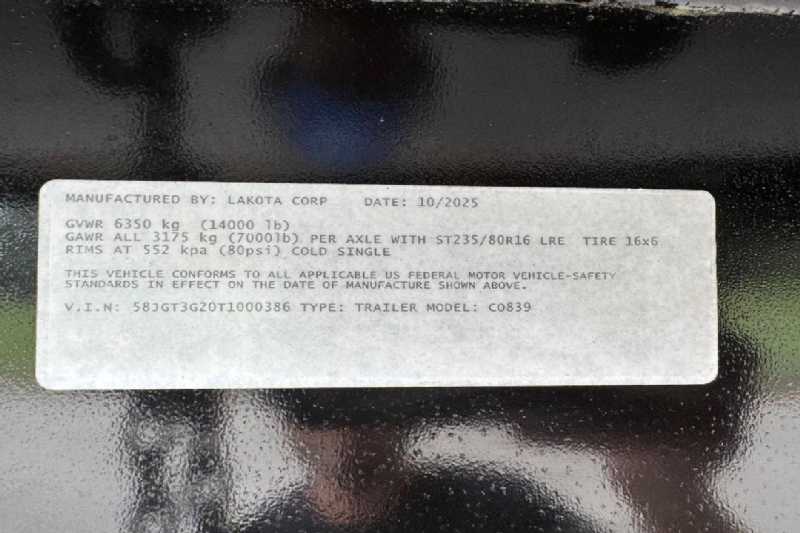 MANUFACTURED BY: LAKOTA CORP DATE: 10/2025
GVWR 6350 kg (14000 lb)
GAWR ALL 3175 kg (7000lb) PER AXLE WITH ST235/80R16 LRE TIRE 16x6
RIMS AT 552 kpa (80psi) COLD SINGLE
THIS VEHICLE CONFORMS TO ALL APPLICABLE US FEDERAL MOTOR VEHICLE-SAFETY
STANDARDS IN EFFECT ON THE DATE OF MANUFACTURE SHOWN ABOVE.
V.I.N: 58JGT3G20T1000386 TYPE: TRAILER MODEL: C0839